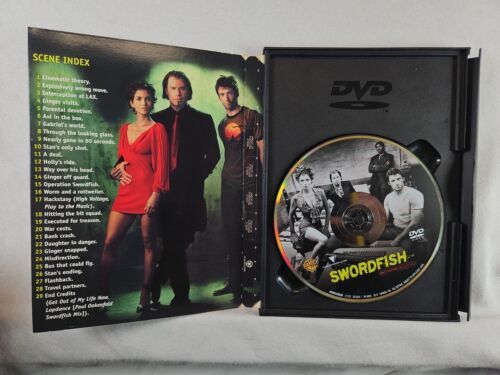 SCENE INDEX
1 Cinematic theory.
2 Explosively wrong move.
3 Interception at LAX.
4 Ginger visits.
5 Parental devotion.
6 Axl in the box.
7 Gabriel's world.
8 Through the looking glass.
9 Nearly gone in 60 seconds.
10 Stan's only shot.
11 A deal.
12 Holly's ride.
13 Way over his head.
14 Ginger off guard.
15 Operation Swordfish.
16 Worm and a rottweiler.
17 Hackstasy (High Voltage,
Play to the Music).
18 Hitting the bit squad.
19 Executed for treason.
20 War costs.
21 Bank crash.
22 Daughter in danger.
23 Ginger snapped.
24 Misdirection.
25 Bus that could fly.
26 Stan's ending.
27 Flashback.
28 Travel partners.
29 End Credits
(Get Out of My Life Now,
Lapdance [Paul Oakenfold
Swordfish Mix]).
DVD
TM
WB
SWORDFISH
DVD
VIDEO